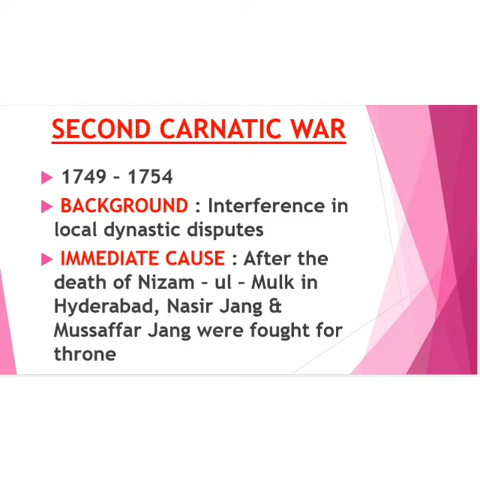 SECOND CARNATIC WAR
1749 – 1754
BACKGROUND : Interference in
local dynastic disputes
IMMEDIATE CAUSE : After the
death of Nizam – ul – Mulk in
Hyderabad, Nasir Jang &
Mussaffar Jang were fought for
throne